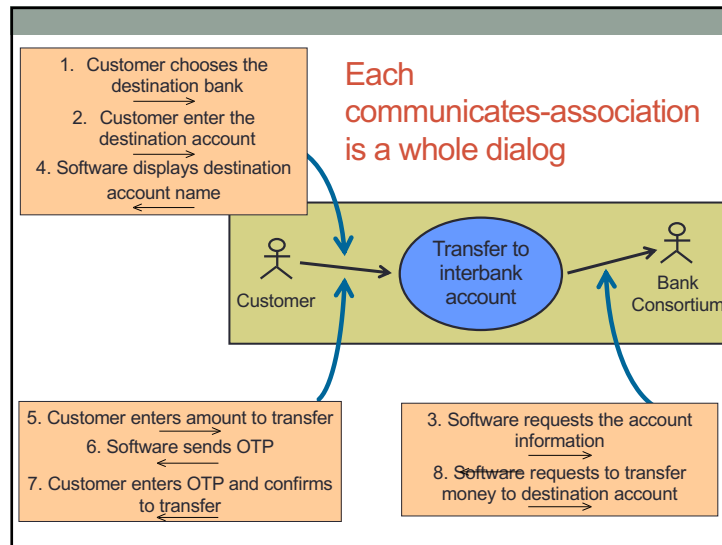 1. Customer chooses the
destination bank
2. Customer enter the
destination account
4. Software displays destination
account name
Each
communicates-association
is a whole dialog
Customer
Transfer to
interbank
account
Bank
Consortium
5. Customer enters amount to transfer
6. Software sends OTP
7. Customer enters OTP and confirms
to transfer
3. Software requests the account
information
8. Software requests to transfer
money to destination account